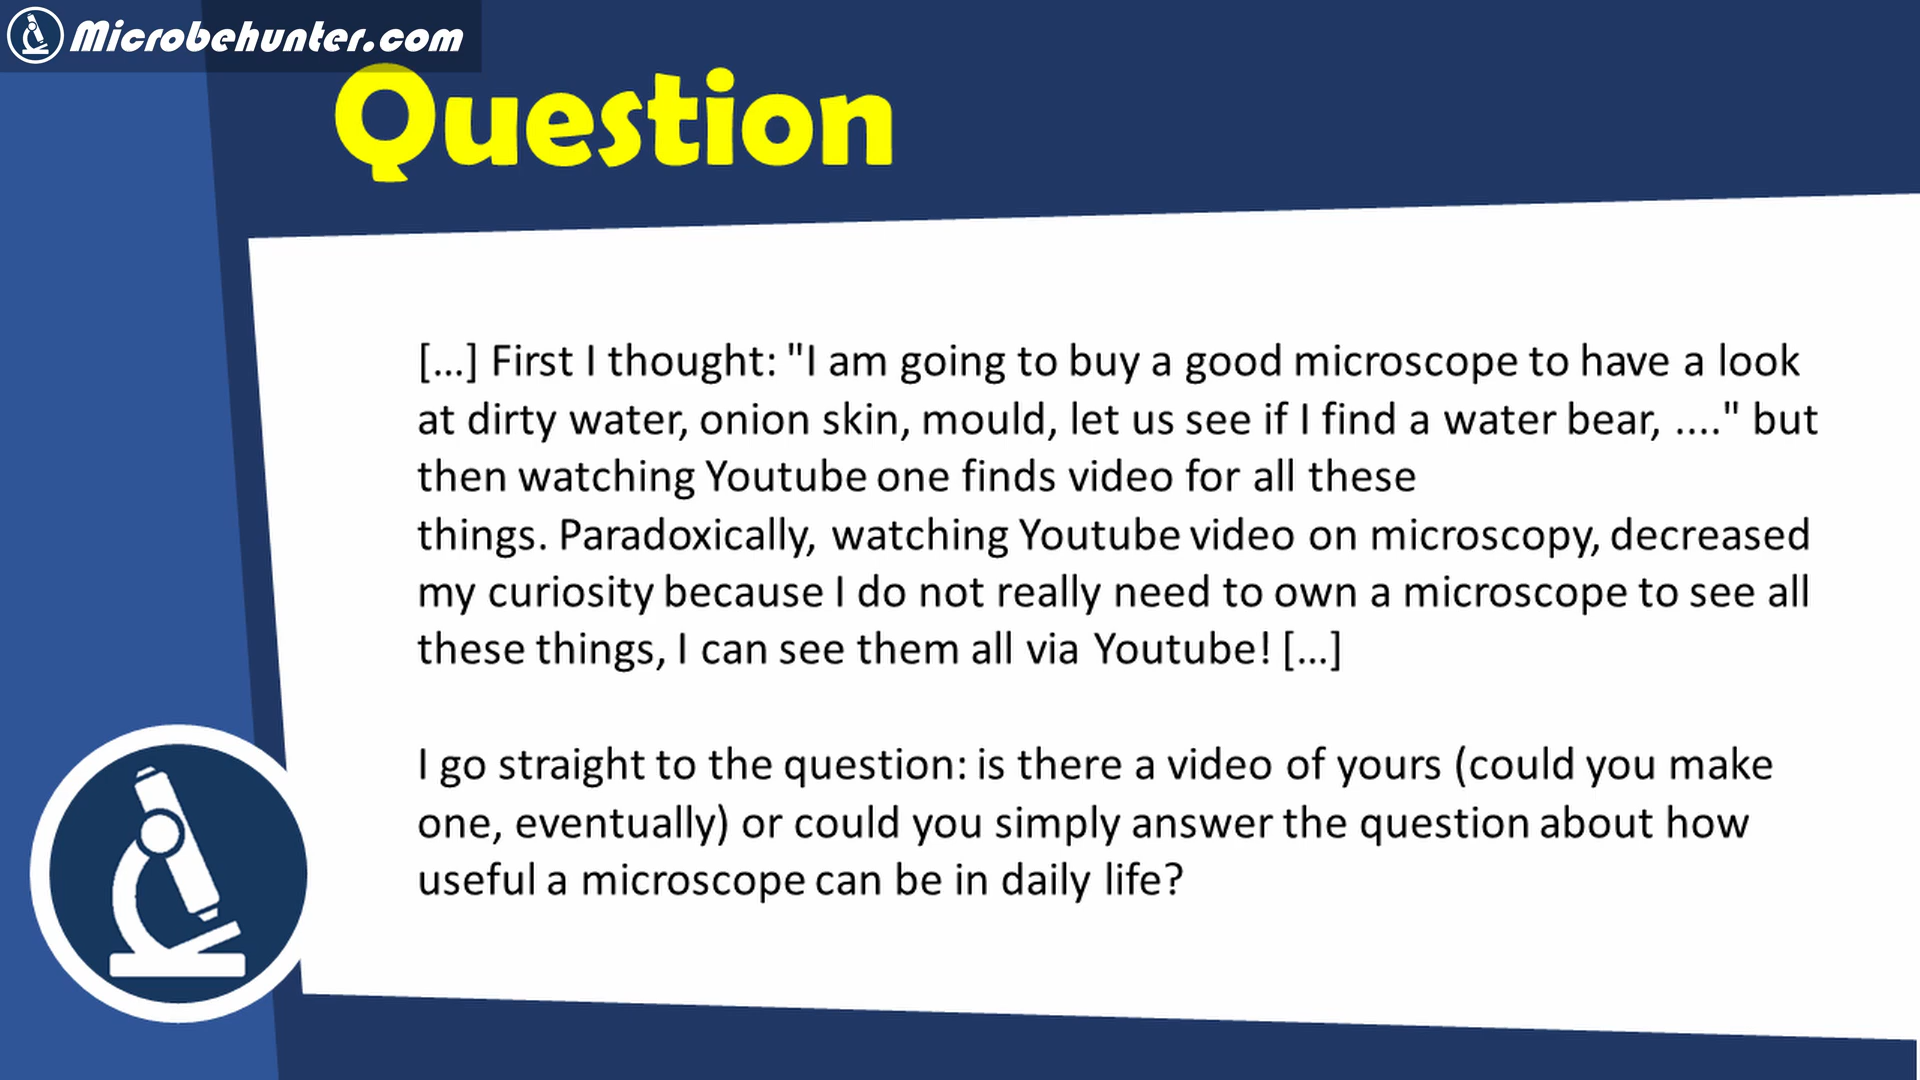 Microbehunter.com
Question
[...] First I thought: "I am going to buy a good microscope to have a look
at dirty water, onion skin, mould, let us see if I find a water bear, ...." but
then watching Youtube one finds video for all these
things. Paradoxically, watching Youtube video on microscopy, decreased
my curiosity because I do not really need to own a microscope to see all
these things, I can see them all via Youtube! [...]
I go straight to the question: is there a video of yours (could you make
one, eventually) or could you simply answer the question about how
useful a microscope can be in daily life?